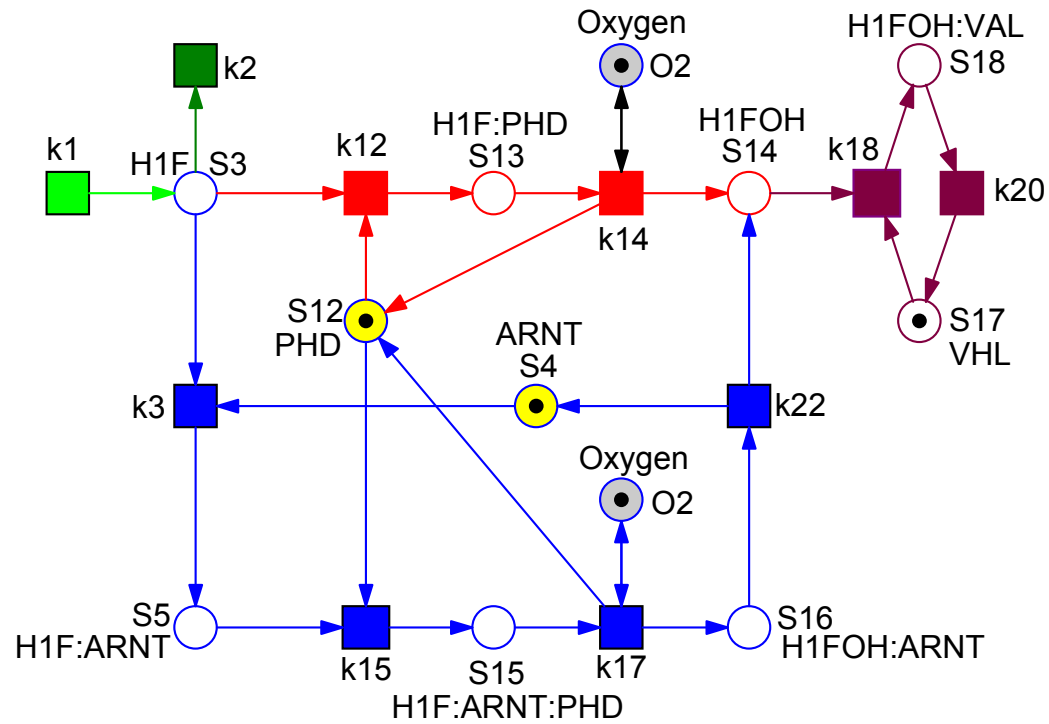 Oxygen
H1FOH:VAL
O2
S18
k2
H1F:PHD
H1FOH
k1
H1F
S3
k12
S13
S14
k18
k20
k14
S12
PHD
ARNT
S4
S17
VHL
k3
k22
Oxygen
O2
S5
H1F:ARNT
S16
H1FOH:ARNT
k15
S15
k17
H1F:ARNT:PHD